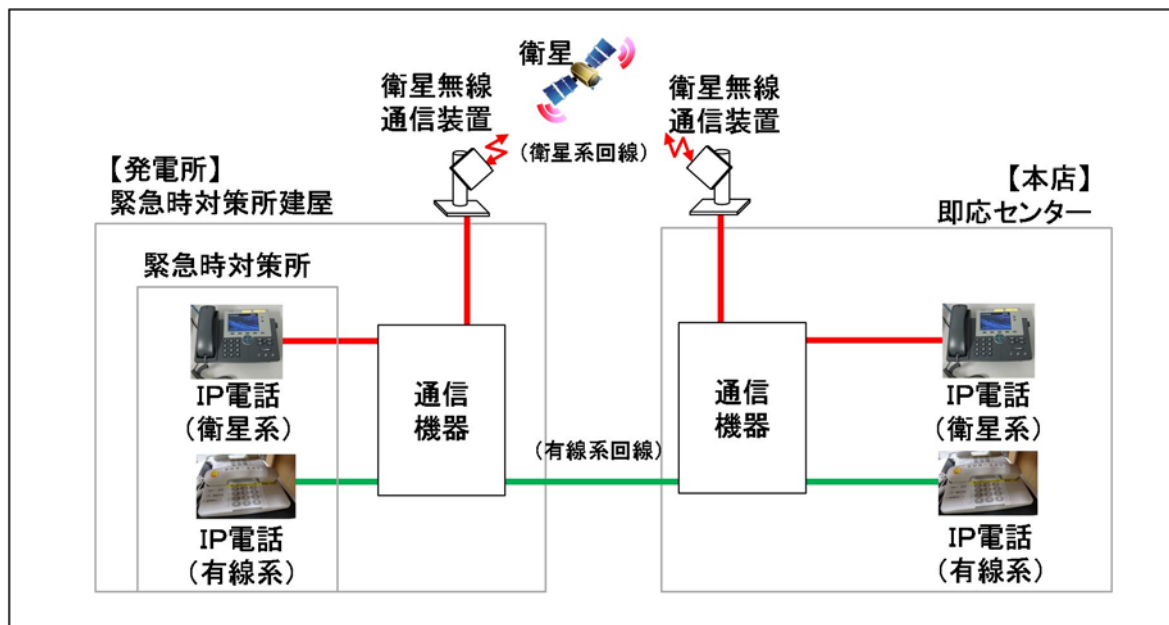 衛星
衛星無線
通信装置
衛星無線
通信装置
(衛星系回線)
【発電所】
緊急時対策所建屋
【本店】
即応センター
緊急時対策所
IP電話
(衛星系)
通信
機器
通信
機器
IP電話
(衛星系)
(有線系回線)
IP電話
(有線系)
IP電話
(有線系)